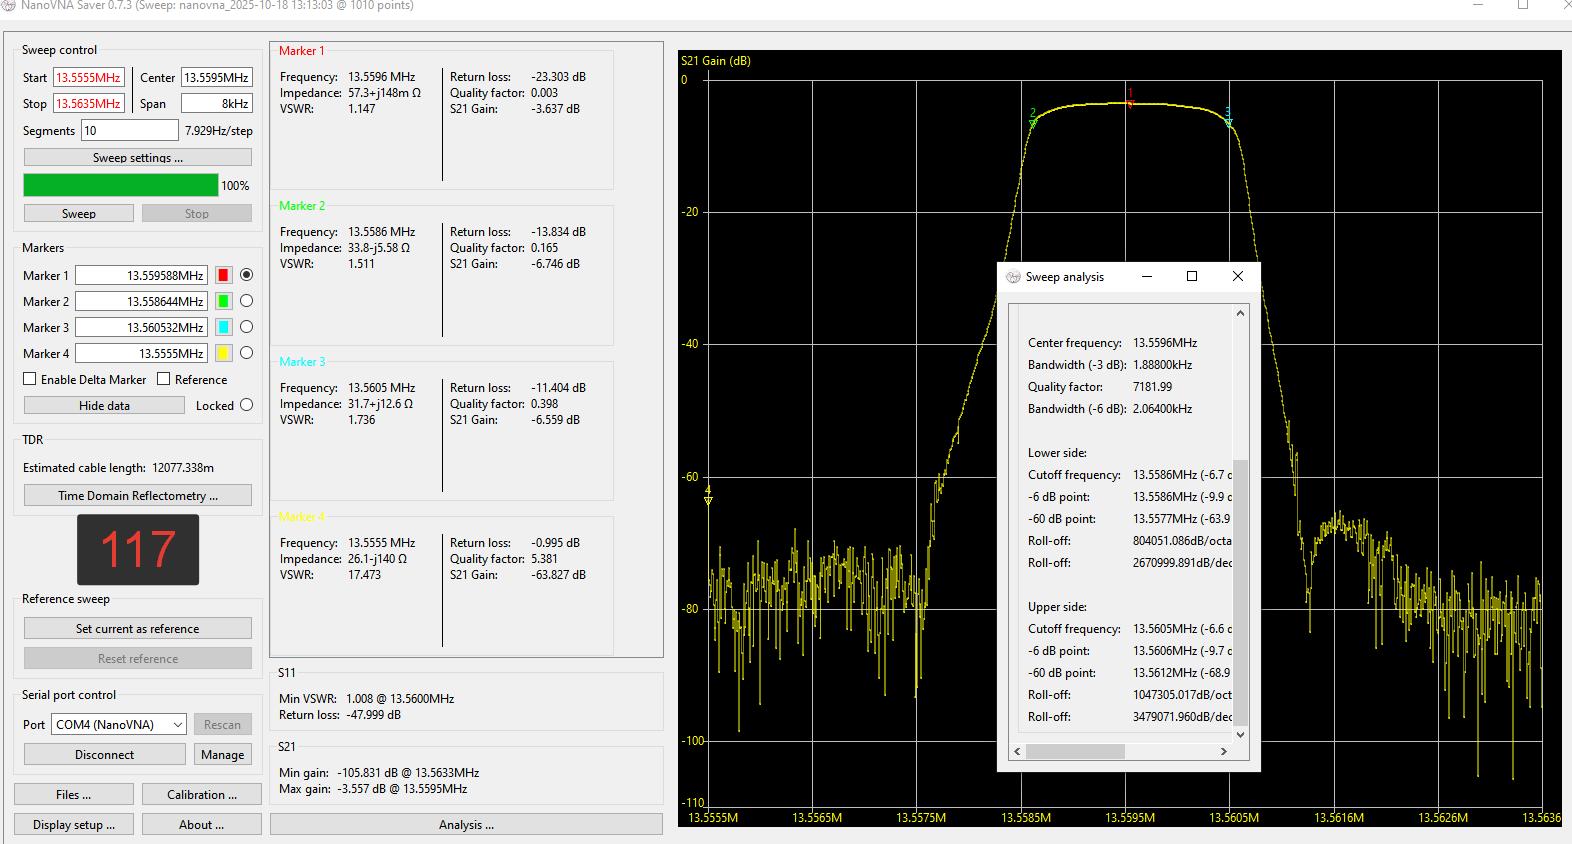 NanoVNA Saver 0.7.3 (Sweep: nanovna_2025-10-18 13:13:03 @ 1010 points)
Sweep control
Start 13.5555MHz Center 13.5595MHz
Stop 13.5635MHz Span 8kHz
Segments 10 7.929Hz/step
Sweep settings ...
100%
Sweep Stop
Markers
Marker 1 13.559588MHz
Marker 2 13.558644MHz
Marker 3 13.560532MHz
Marker 4 13.5555MHz
Enable Delta Marker Reference
Hide data Locked
TDR
Estimated cable length: 12077.338m
Time Domain Reflectometry ...
117
Reference sweep
Set current as reference
Reset reference
Serial port control
Port COM4 (NanoVNA) Rescan
Disconnect Manage
Files ... Calibration ...
Display setup ... About ...
Marker 1
Frequency: 13.5596 MHz Return loss: -23.303 dB
Impedance: 57.3+j148m Ω Quality factor: 0.003
VSWR: 1.147 S21 Gain: -3.637 dB
Marker 2
Frequency: 13.5586 MHz Return loss: -13.834 dB
Impedance: 33.8-j5.58 Ω Quality factor: 0.165
VSWR: 1.511 S21 Gain: -6.746 dB
Marker 3
Frequency: 13.5605 MHz Return loss: -11.404 dB
Impedance: 31.7+j12.6 Ω Quality factor: 0.398
VSWR: 1.736 S21 Gain: -6.559 dB
Marker 4
Frequency: 13.5555 MHz Return loss: -0.995 dB
Impedance: 26.1-j140 Ω Quality factor: 5.381
VSWR: 17.473 S21 Gain: -63.827 dB
S11
Min VSWR: 1.008 @ 13.5600MHz
Return loss: -47.999 dB
S21
Min gain: -105.831 dB @ 13.5633MHz
Max gain: -3.557 dB @ 13.5595MHz
Analysis ...
S21 Gain (dB)
0
1
2
3
-20
-40
-60
4
-80
-100
-110
13.5555M 13.5565M 13.5575M 13.5585M 13.5595M 13.5605M 13.5616M 13.5626M 13.5636
Sweep analysis
Center frequency: 13.5596MHz
Bandwidth (-3 dB): 1.88800kHz
Quality factor: 7181.99
Bandwidth (-6 dB): 2.06400kHz
Lower side:
Cutoff frequency: 13.5586MHz (-6.7 d
-6 dB point: 13.5586MHz (-9.9 d
-60 dB point: 13.5577MHz (-63.9
Roll-off: 804051.086dB/octa
Roll-off: 2670999.891dB/dec
Upper side:
Cutoff frequency: 13.5605MHz (-6.6 d
-6 dB point: 13.5606MHz (-9.7 d
-60 dB point: 13.5612MHz (-68.9
Roll-off: 1047305.017dB/oct
Roll-off: 3479071.960dB/dec